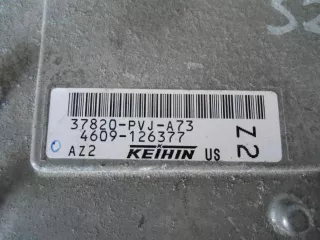 37820-PVJ-A73
4609-126377
AZ2 KEIHIN US
Z2